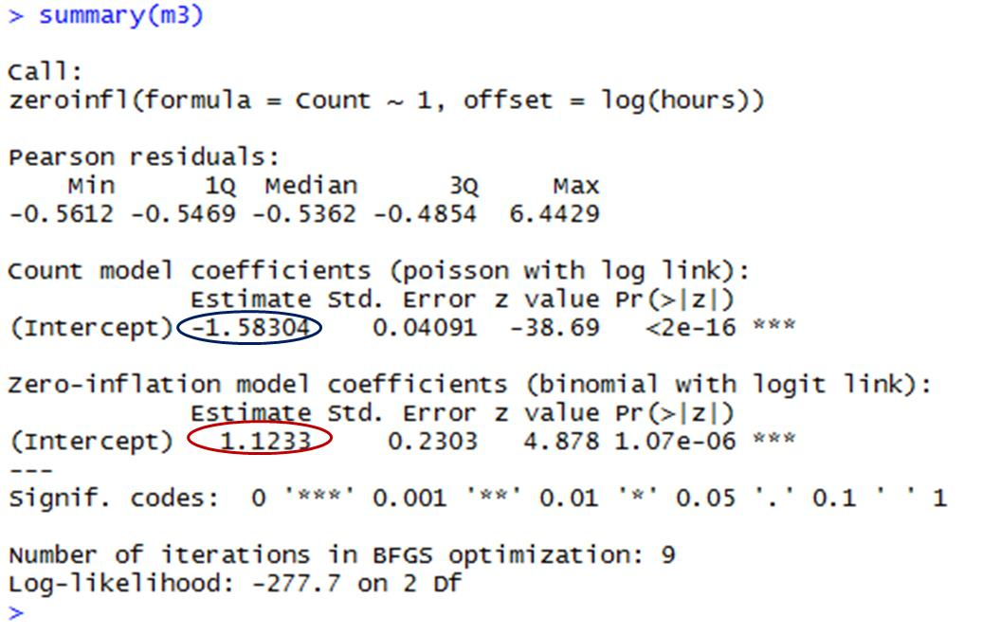 > summary(m3)
Call:
zeroinfl(formula = Count ~ 1, offset = log(hours))
Pearson residuals:
Min 1Q Median 3Q Max
-0.5612 -0.5469 -0.5362 -0.4854 6.4429
Count model coefficients (poisson with log link):
Estimate Std. Error z value Pr(>|z|)
(Intercept) -1.58304 0.04091 -38.69 <2e-16 ***
Zero-inflation model coefficients (binomial with logit link):
Estimate Std. Error z value Pr(>|z|)
(Intercept) 1.1233 0.2303 4.878 1.07e-06 ***
---
Signif. codes: 0 '***' 0.001 '**' 0.01 '*' 0.05 '.' 0.1 ' ' 1
Number of iterations in BFGS optimization: 9
Log-likelihood: -277.7 on 2 Df
>